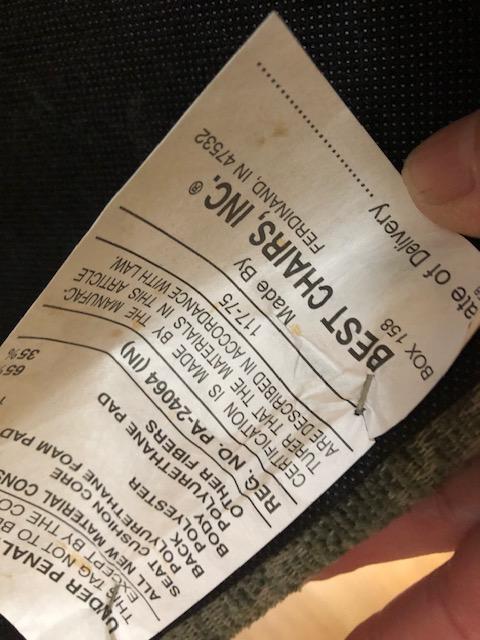 UNDER PENAL
THIS TAG NOT TO B
EXCEPT BY THE CO
ALL NEW MATERIAL CONS
SEAT CUSHION CORE
POLYURETHANE FOAM PAD
BODY
POLYESTER 65%
POLYURETHANE PAD 35%
OTHER FIBERS
REG. NO. PA-24064 (IN)
CERTIFICATION IS MADE BY THE MANUFAC-
TURER THAT THE MATERIALS IN THIS ARTICLE
ARE DESCRIBED IN ACCORDANCE WITH LAW.
117-75
Made By
BEST CHAIRS, INC.®
BOX 158 FERDINAND, IN 47532
ate of Delivery